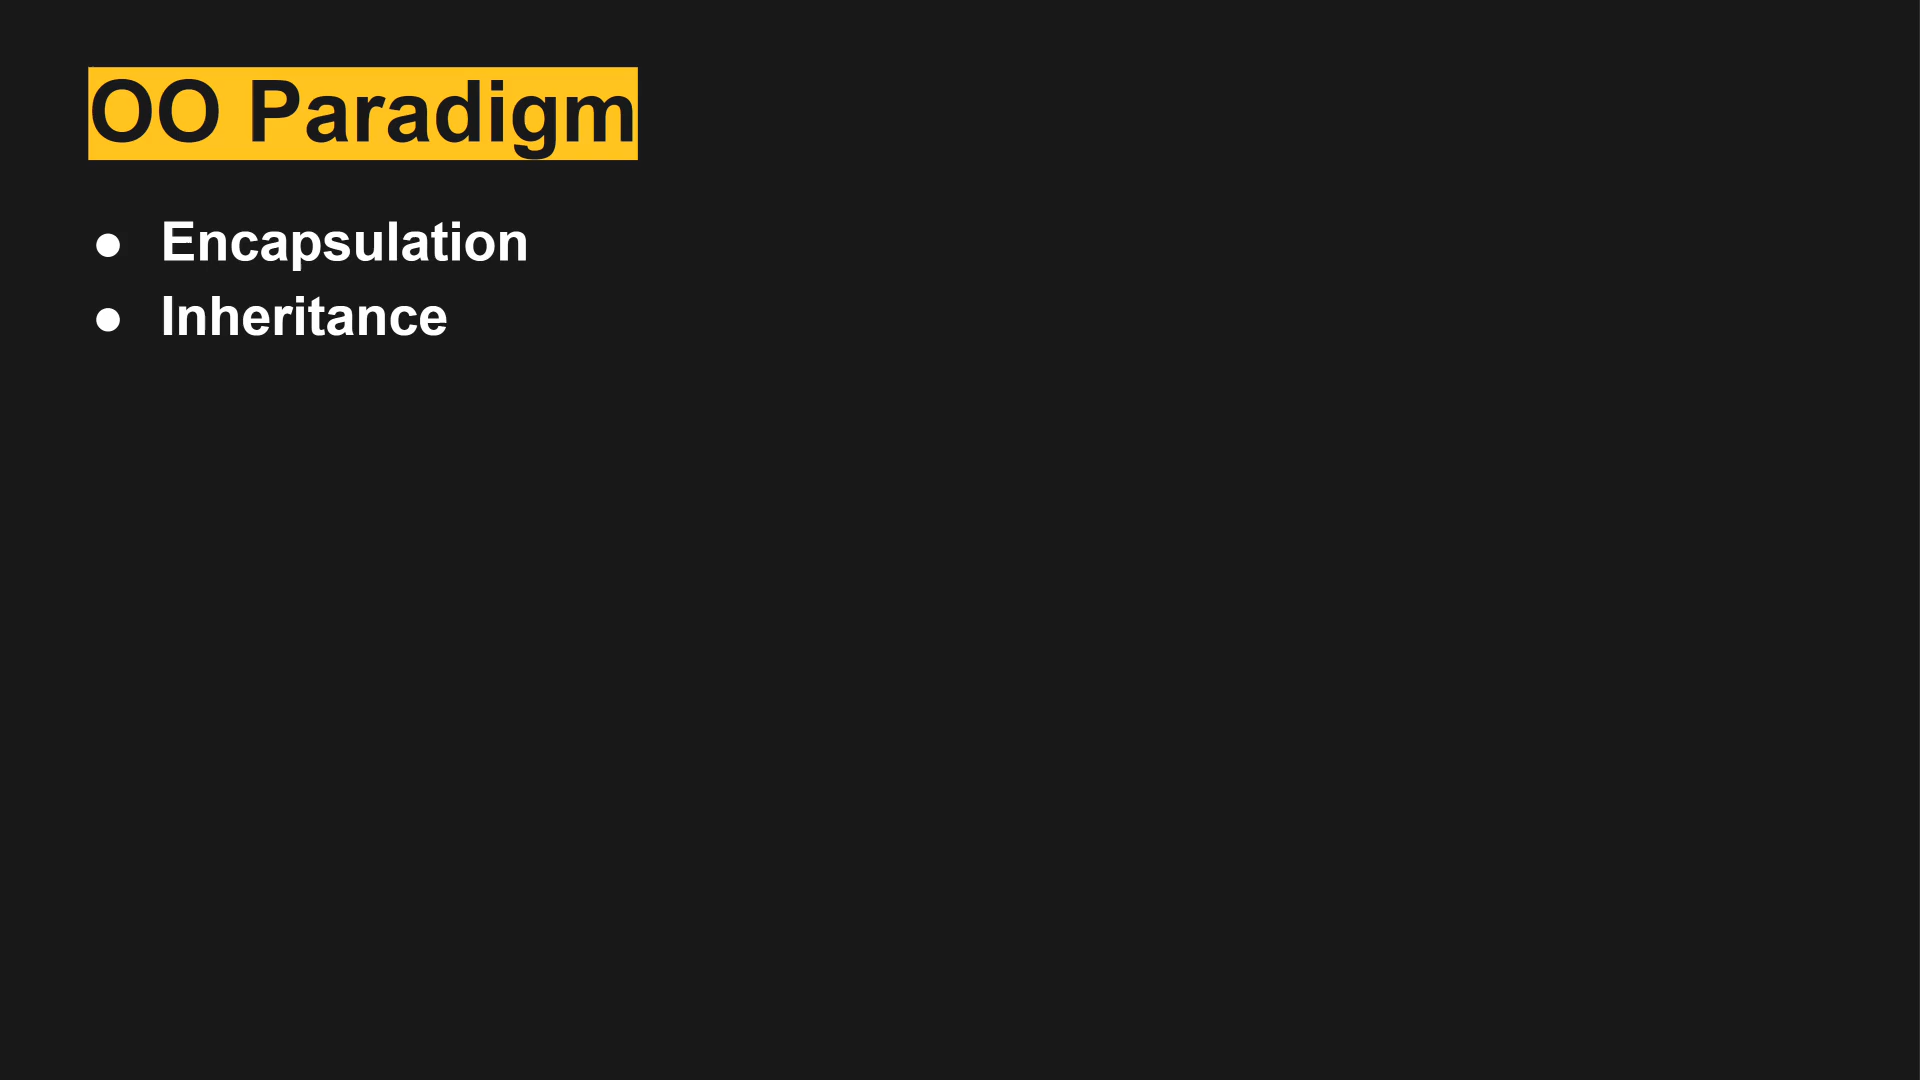 OO Paradigm
● Encapsulation
● Inheritance